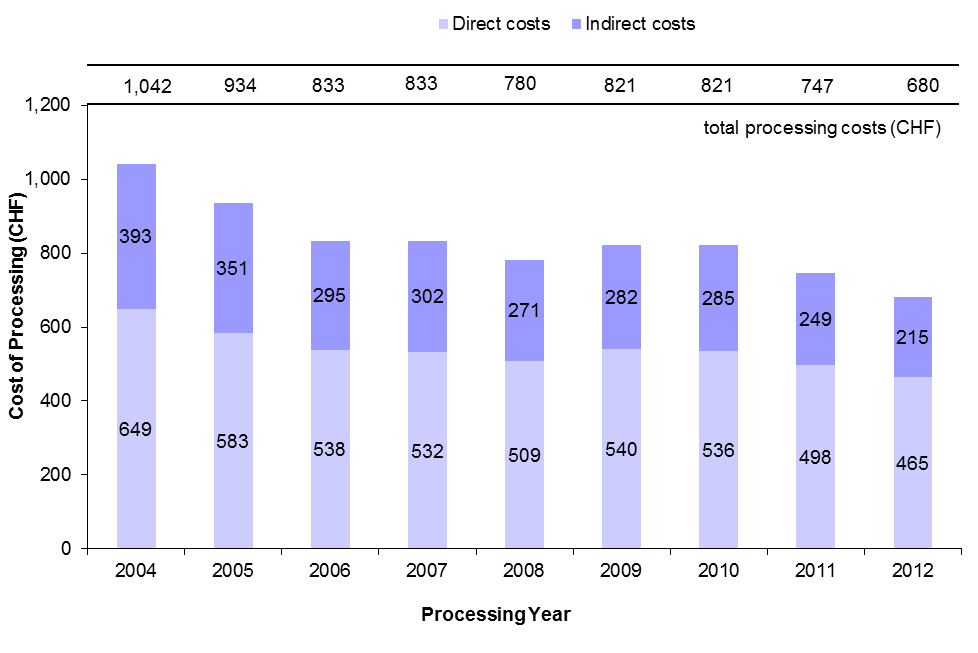 Direct costs Indirect costs
1,042 934 833 833 780 821 821 747 680
total processing costs (CHF)
Cost of Processing (CHF)
1,200
1,000
800
600
400
200
0
393 351 295 302 271 282 285 249 215
649 583 538 532 509 540 536 498 465
2004 2005 2006 2007 2008 2009 2010 2011 2012
Processing Year